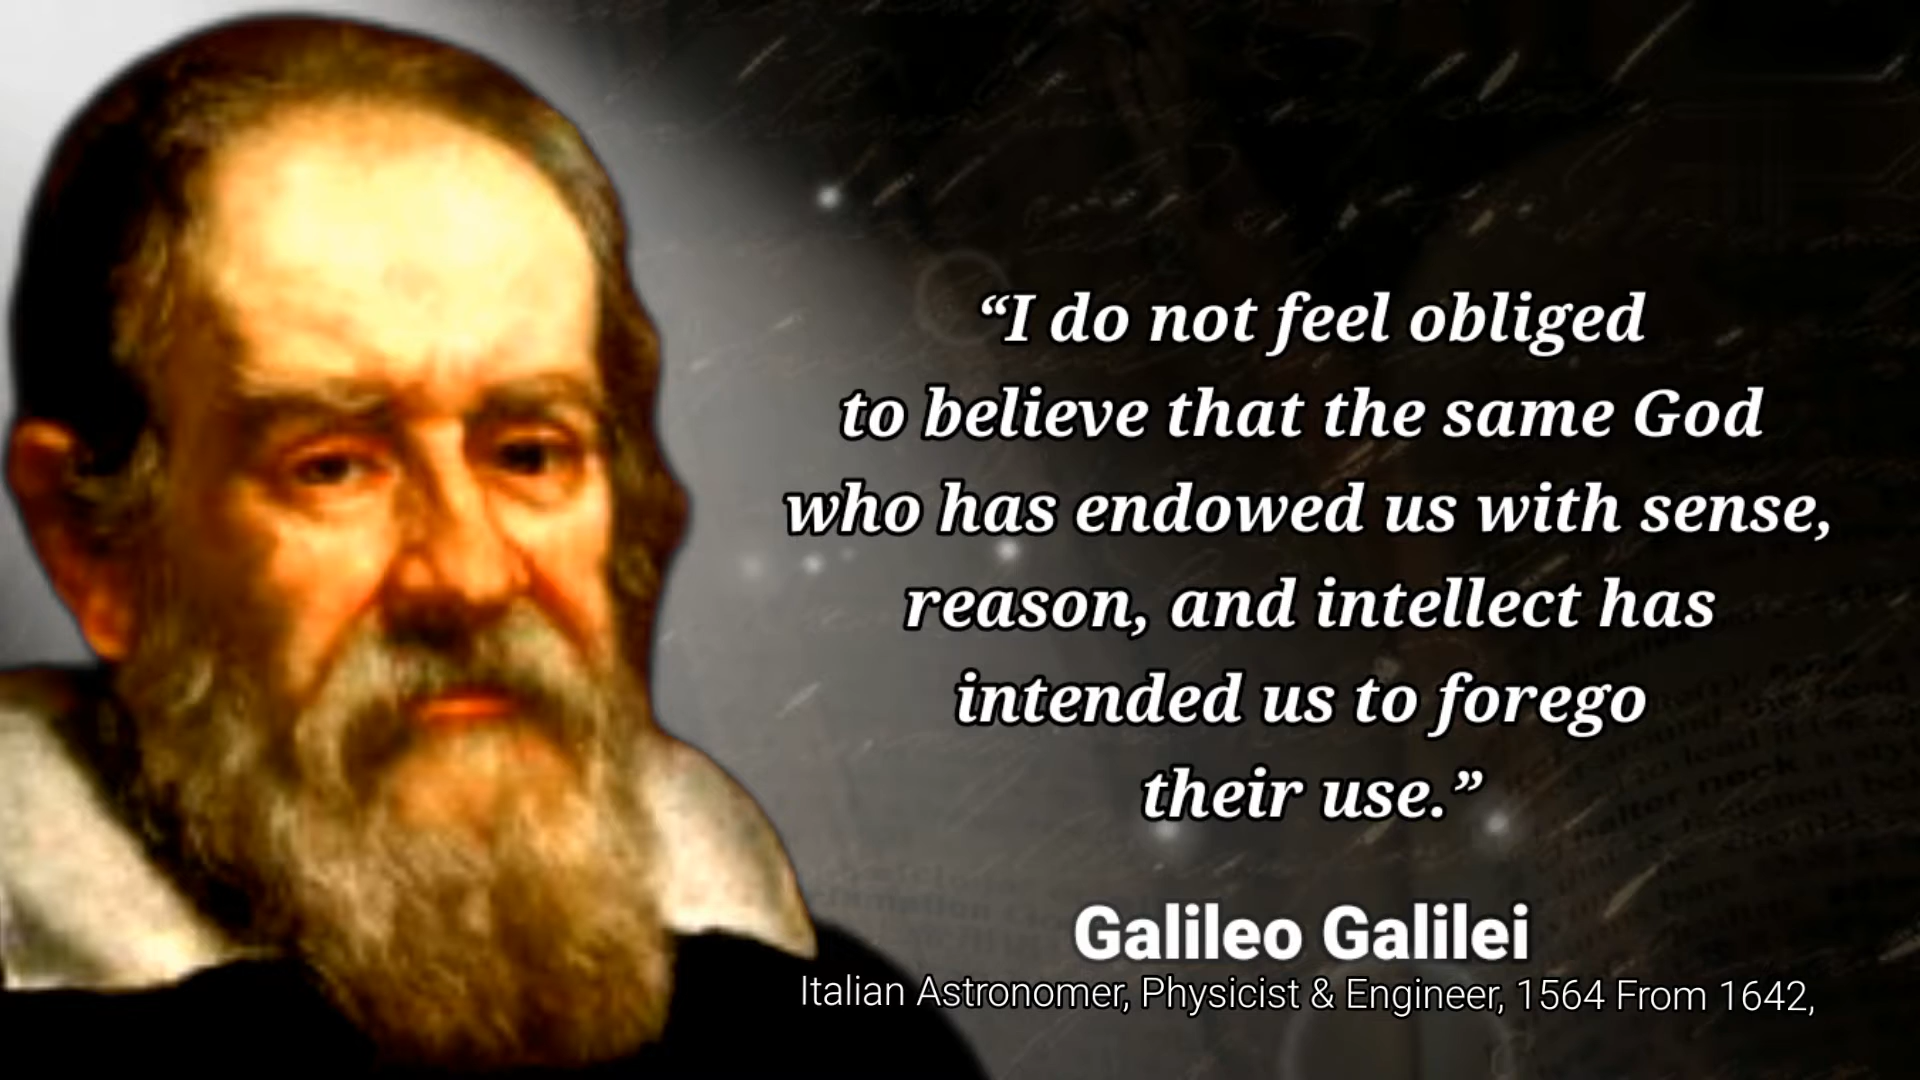 “I do not feel obliged
to believe that the same God
who has endowed us with sense,
reason, and intellect has
intended us to forego
their use.”
Galileo Galilei
Italian Astronomer, Physicist & Engineer, 1564 From 1642,